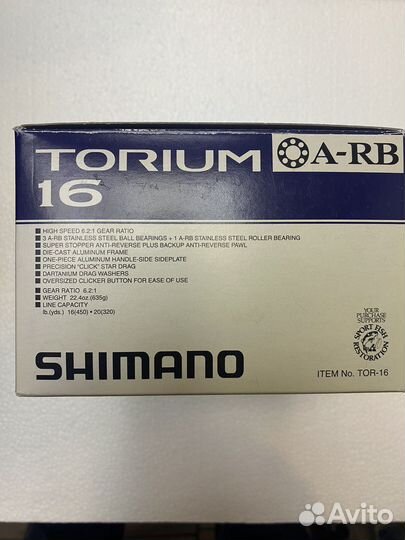 TORIUM
16
A-RB
HIGH SPEED 6.2:1 GEAR RATIO
3 A-RB STAINLESS STEEL BALL BEARINGS + 1 A-RB STAINLESS STEEL ROLLER BEARING
SUPER STOPPER ANTI-REVERSE PLUS BACKUP ANTI-REVERSE PAWL
DIE-CAST ALUMINUM FRAME
ONE-PIECE ALUMINUM HANDLE-SIDE SIDEPLATE
PRECISION "CLICK" STAR DRAG
DARTANIUM DRAG WASHERS
OVERSIZED CLICKER BUTTON FOR EASE OF USE
GEAR RATIO 6.2:1
WEIGHT 22.4oz.(635g)
LINE CAPACITY
lb.(yds.) 16(450)•20(320)
YOUR
PURCHASE
SUPPORTS
SPORT FISH
RESTORATION
SHIMANO
ITEM No. TOR-16
Avito